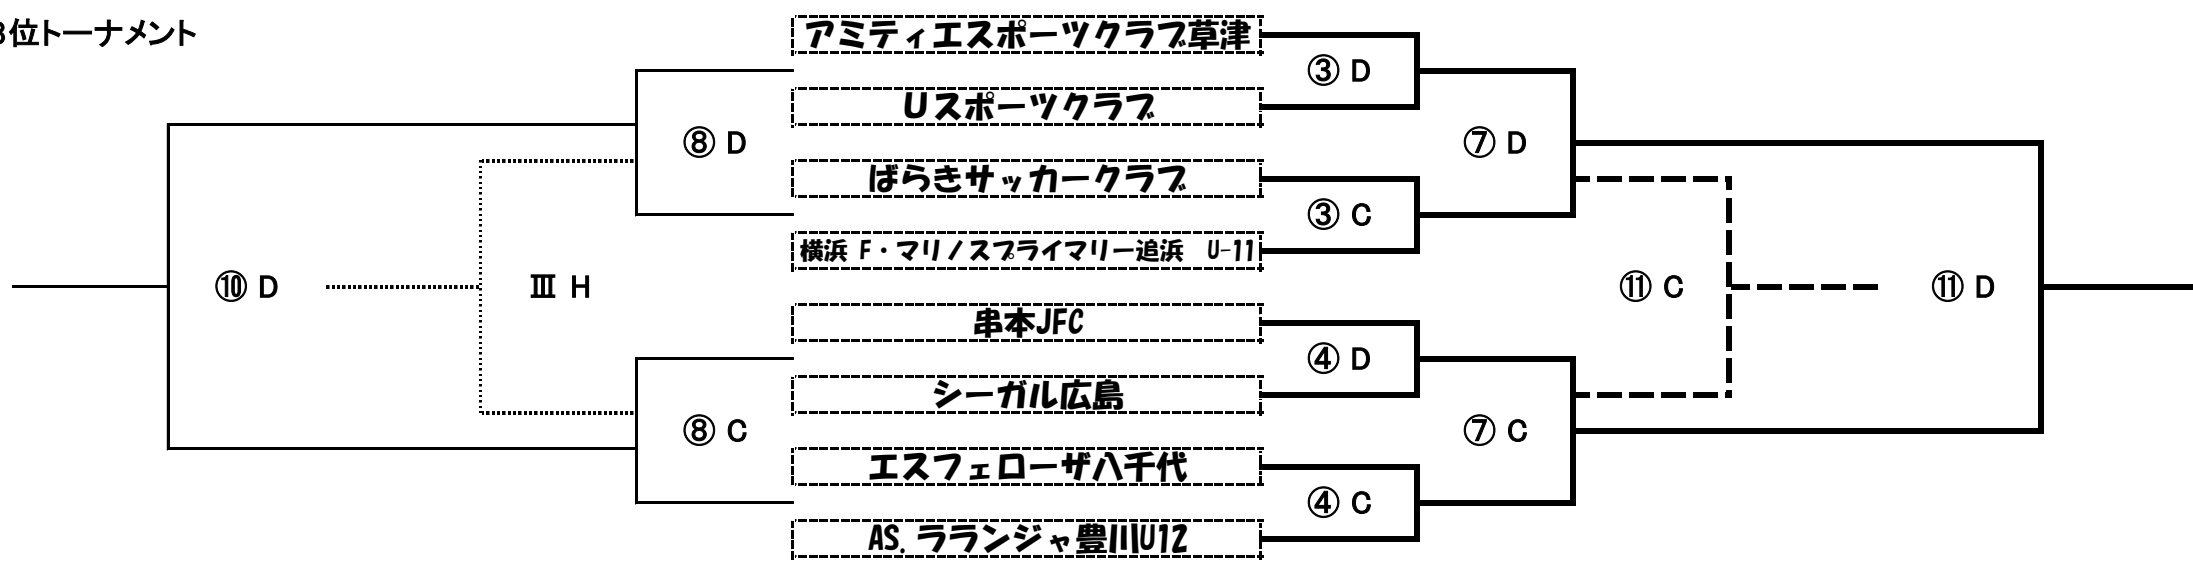 3位トーナメント
アミティエスポーツクラブ草津
③ D
Uスポーツクラブ
⑧ D
⑦ D
ばらきサッカークラブ
③ C
横浜 F・マリノスプライマリー追浜 U-11
⑩ D
Ⅲ H
⑪ C
⑪ D
串本JFC
④ D
シーガル広島
⑧ C
⑦ C
エスフェローザ八千代
④ C
AS.ラランジャ豊川U12